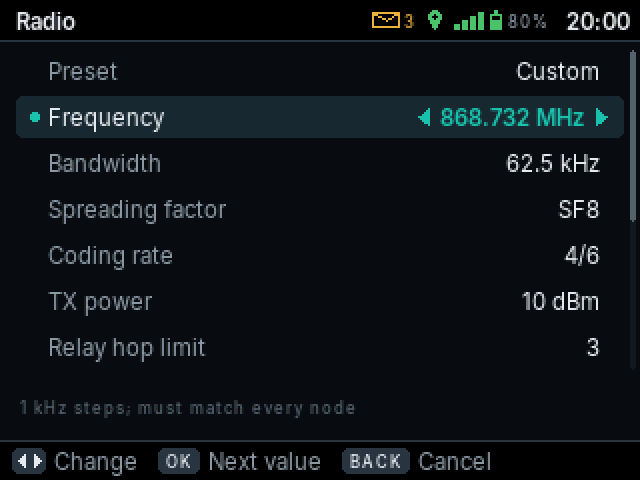 Radio 3 80% 20:00
Preset Custom
Frequency 868.732 MHz
Bandwidth 62.5 kHz
Spreading factor SF8
Coding rate 4/6
TX power 10 dBm
Relay hop limit 3
1 kHz steps; must match every node
Change OK Next value BACK Cancel